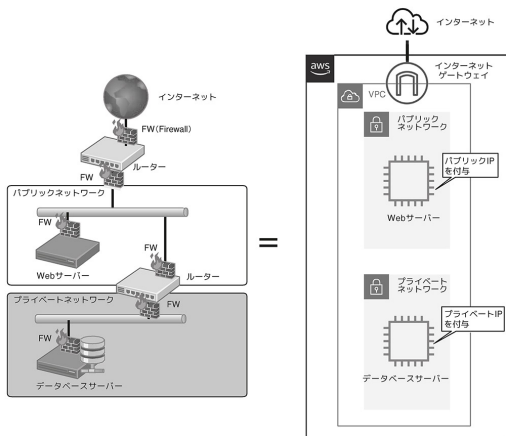 インターネット
FW(Firewall)
ルーター
FW
パブリックネットワーク
FW
Webサーバー
FW
ルーター
プライベートネットワーク
FW
FW
データベースサーバー
=
インターネット
aws
インターネット
ゲートウェイ
VPC
パブリック
ネットワーク
パブリックIP
を付与
Webサーバー
プライベート
ネットワーク
プライベートIP
を付与
データベースサーバー